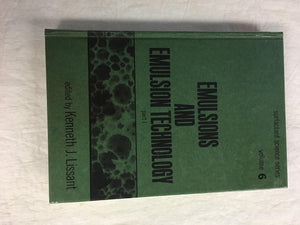 surfactant science series
volume 6
EMULSIONS
AND
EMULSION TECHNOLOGY
part I
edited by Kenneth J. Lissant